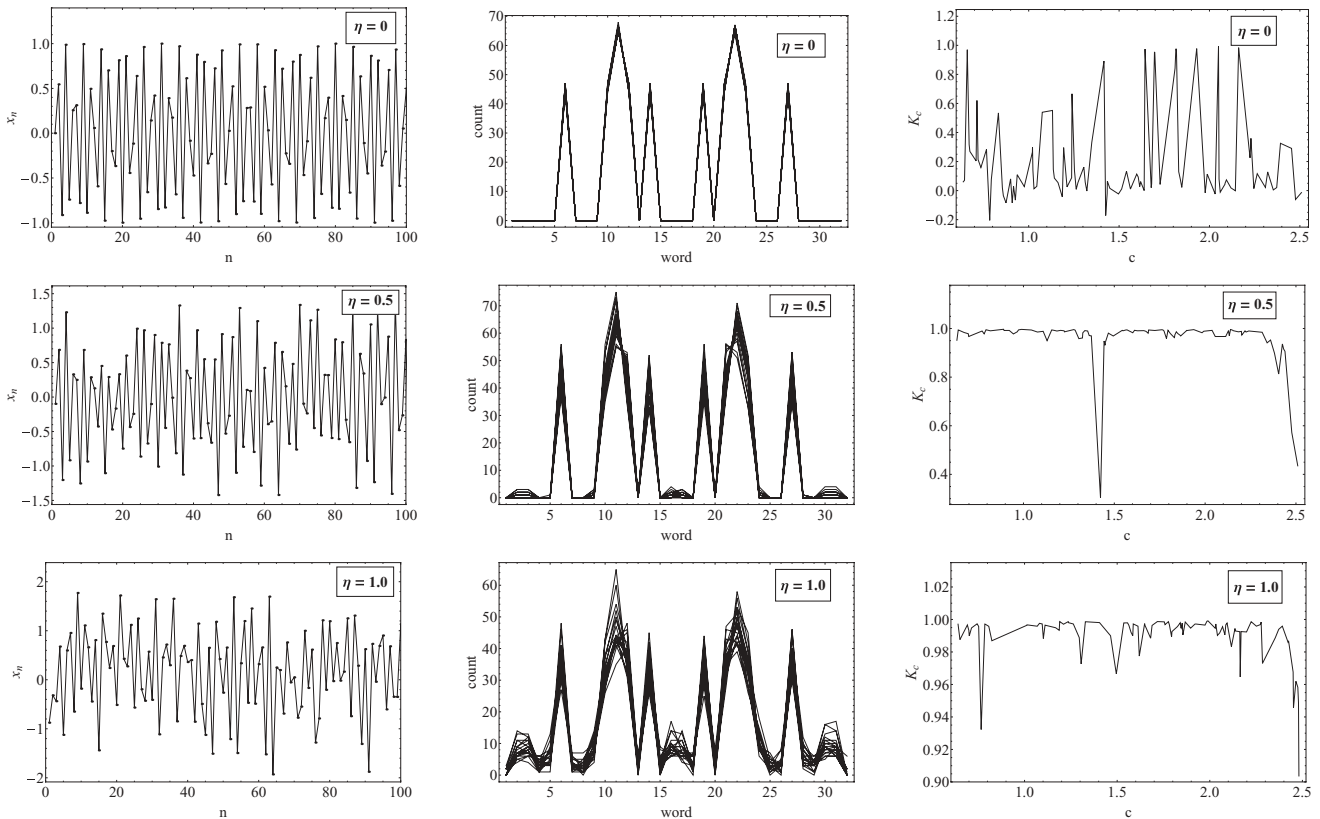 η = 0
x_n
1.0
0.5
0.0
−0.5
−1.0
0 20 40 60 80 100
n
η = 0
count
70
60
50
40
30
20
10
0
5 10 15 20 25 30
word
η = 0
K_c
1.2
1.0
0.8
0.6
0.4
0.2
0.0
−0.2
1.0 1.5 2.0 2.5
c
η = 0.5
x_n
1.5
1.0
0.5
0.0
−0.5
−1.0
−1.5
0 20 40 60 80 100
n
η = 0.5
count
70
60
50
40
30
20
10
0
5 10 15 20 25 30
word
η = 0.5
K_c
1.0
0.8
0.6
0.4
1.0 1.5 2.0 2.5
c
η = 1.0
x_n
2
1
0
−1
−2
0 20 40 60 80 100
n
η = 1.0
count
60
50
40
30
20
10
0
5 10 15 20 25 30
word
η = 1.0
K_c
1.02
1.00
0.98
0.96
0.94
0.92
0.90
1.0 1.5 2.0 2.5
c